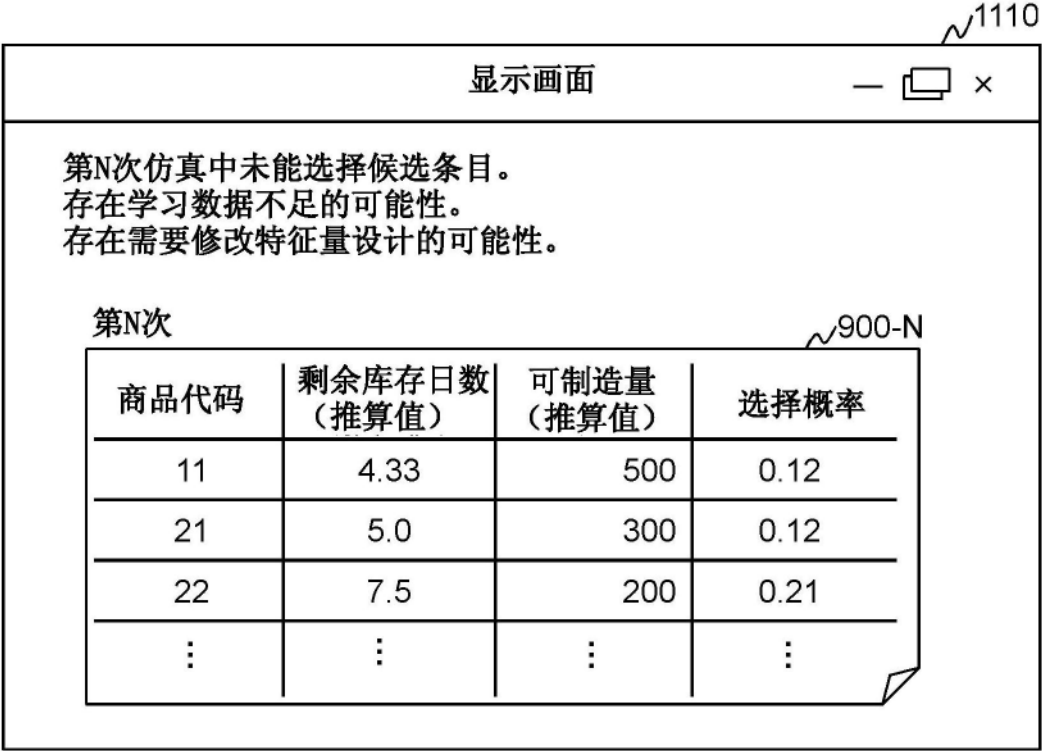 1110
显示画面
第N次仿真中未能选择候选条目。
存在学习数据不足的可能性。
存在需要修改特征量设计的可能性。
第N次
900-N
商品代码 剩余库存日数（推算值） 可制造量（推算值） 选择概率
11 4.33 500 0.12
21 5.0 300 0.12
22 7.5 200 0.21
⋮ ⋮ ⋮ ⋮